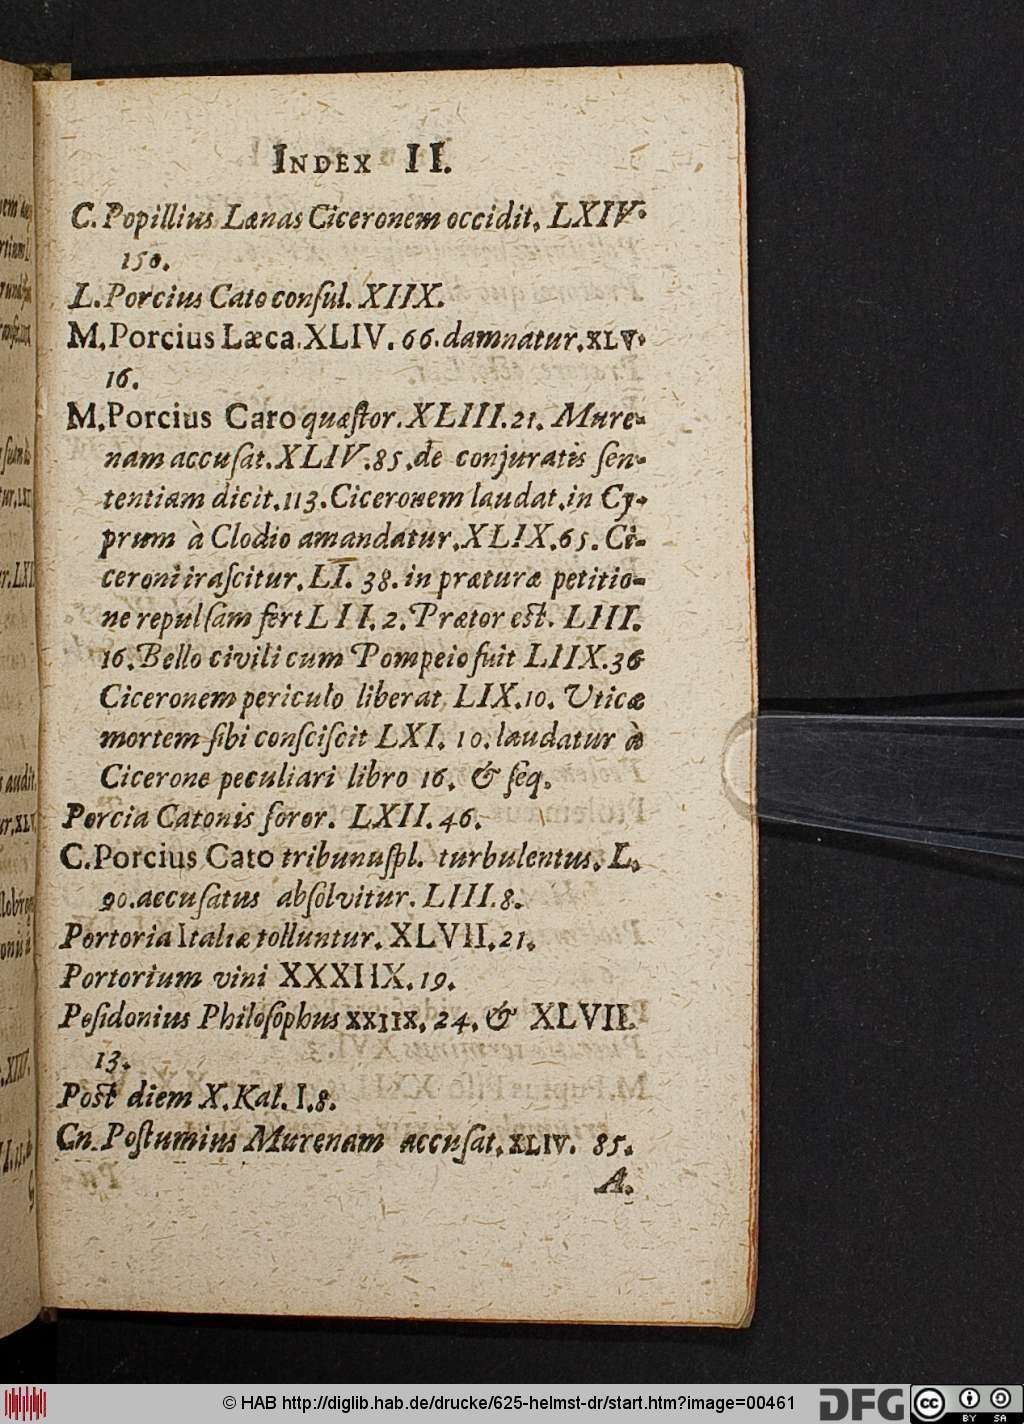 INDEX II.
C. Popillius Lænas Ciceronem occidit. LXIV.
150.
L. Porcius Cato conſul. XIIX.
M. Porcius Læca. XLIV. 66. damnatur. XLV.
16.
M. Porcius Caro quæſtor. XLIII. 21. Mure-
nam accuſat. XLIV. 85. de conjuratis ſen-
tentiam dicit. 113. Ciceronem laudat. in Cy-
prum à Clodio amandatur. XLIX. 65. Ci-
ceroni iraſcitur. LI. 38. in præturæ petitio-
ne repulſam fert LII. 2. Prætor eſt. LIII.
16. Bello civili cum Pompeio fuit LIIX. 36
Ciceronem periculo liberat LIX. 10. Uticæ
mortem ſibi conſciſcit LXI. 10. laudatur à
Cicerone peculiari libro 16. & ſeq.
Porcia Catonis ſoror. LXII. 46.
C. Porcius Cato tribunuſpl. turbulentus. L.
90. accuſatus abſolvitur. LIII. 8.
Portoria Italiæ tolluntur. XLVII. 21.
Portorium vini XXXIIX. 19.
Poſidonius Philoſophus XXIIX. 24. & XLVII.
13.
Poſt diem X. Kal. I. 8.
Cn. Poſtumius Murenam accuſat. XLIV. 85.
A.
© HAB http://diglib.hab.de/drucke/625-helmst-dr/start.htm?image=00461
DFG
cc
BY SA